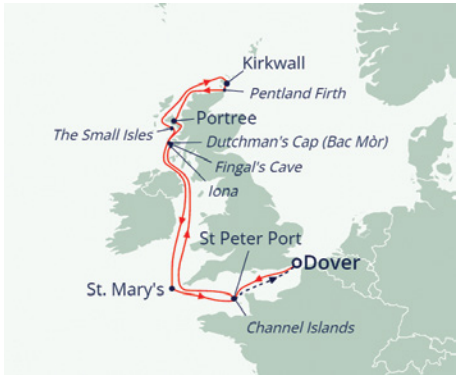 Kirkwall
Pentland Firth
Portree
The Small Isles
Dutchman's Cap (Bac Mòr)
Fingal's Cave
Iona
St Peter Port
Dover
St. Mary's
Channel Islands